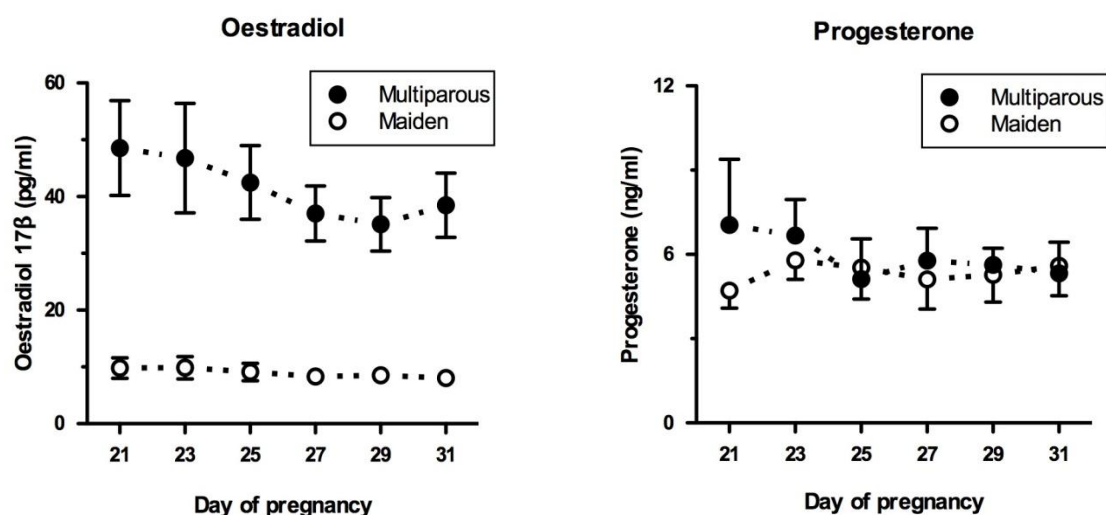 Oestradiol
60
40
20
0
Oestradiol 17β (pg/ml)
Multiparous
Maiden
21 23 25 27 29 31
Day of pregnancy
Progesterone
12
6
0
Progesterone (ng/ml)
Multiparous
Maiden
21 23 25 27 29 31
Day of pregnancy